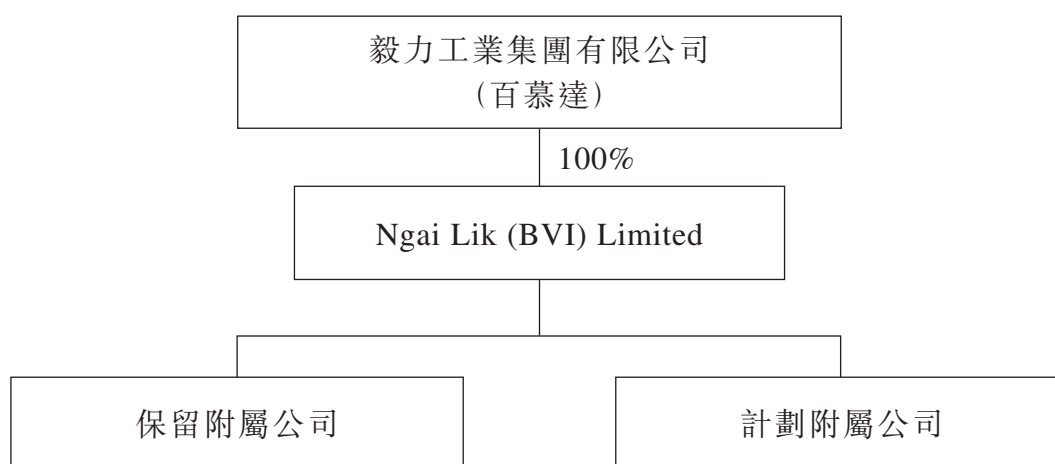 毅力工業集團有限公司
(百慕達)
100%
Ngai Lik (BVI) Limited
保留附屬公司
計劃附屬公司